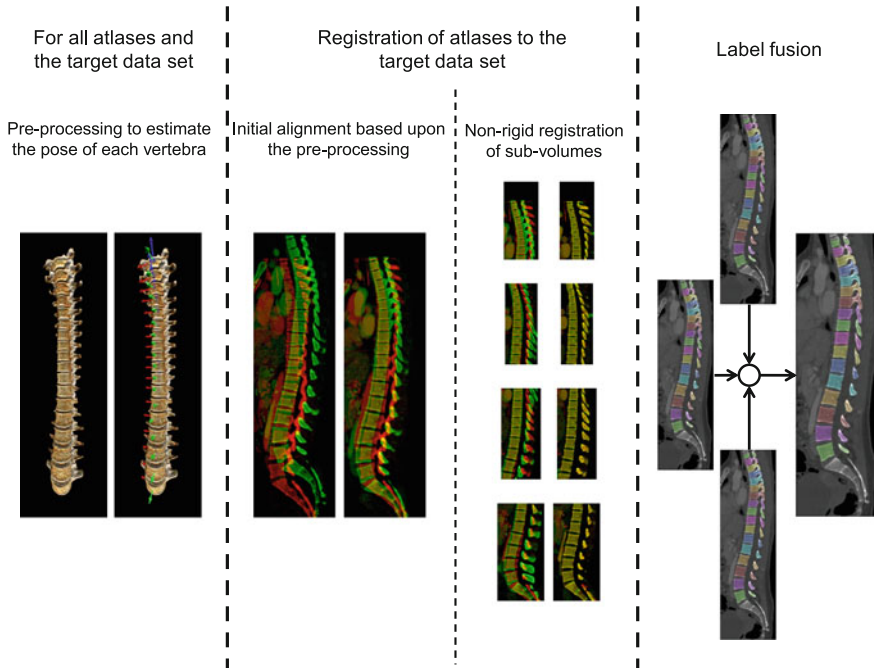 For all atlases and
the target data set
Registration of atlases to the
target data set
Label fusion
Pre-processing to estimate
the pose of each vertebra
Initial alignment based upon
the pre-processing
Non-rigid registration
of sub-volumes